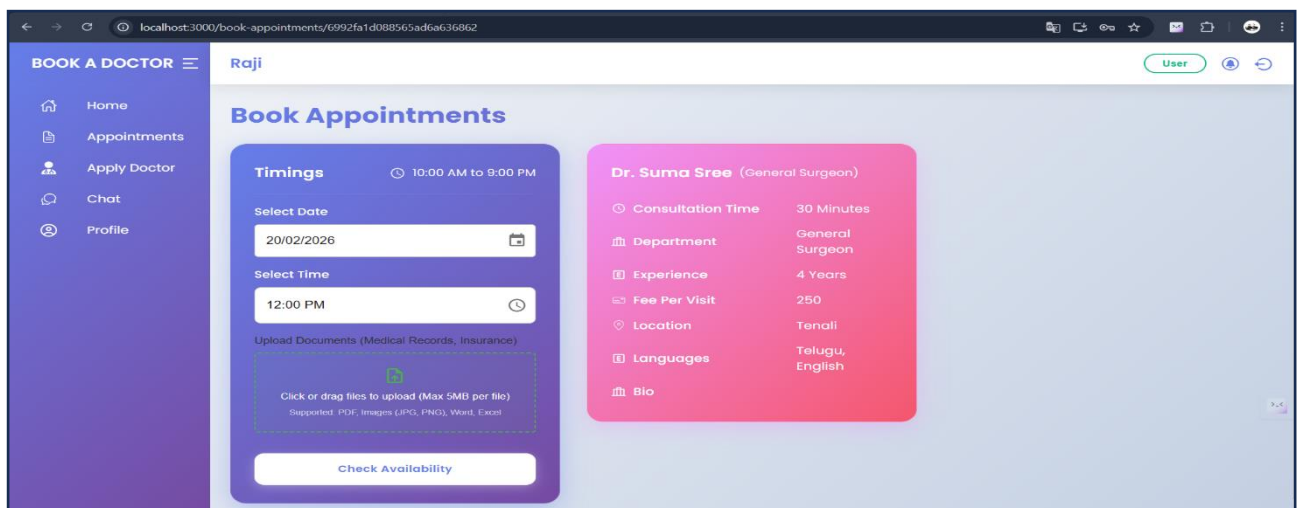 localhost:3000/book-appointments/6992fa1d088565ad6a636862
BOOK A DOCTOR
Raji
User
Home
Appointments
Apply Doctor
Chat
Profile
Book Appointments
Timings
10:00 AM to 9:00 PM
Select Date
20/02/2026
Select Time
12:00 PM
Upload Documents (Medical Records, Insurance)
Click or drag files to upload (Max 5MB per file)
Supported: PDF, Images (JPG, PNG), Word, Excel
Check Availability
Dr. Suma Sree (General Surgeon)
Consultation Time 30 Minutes
Department General
Surgeon
Experience 4 Years
Fee Per Visit 250
Location Tenali
Languages Telugu,
English
Bio